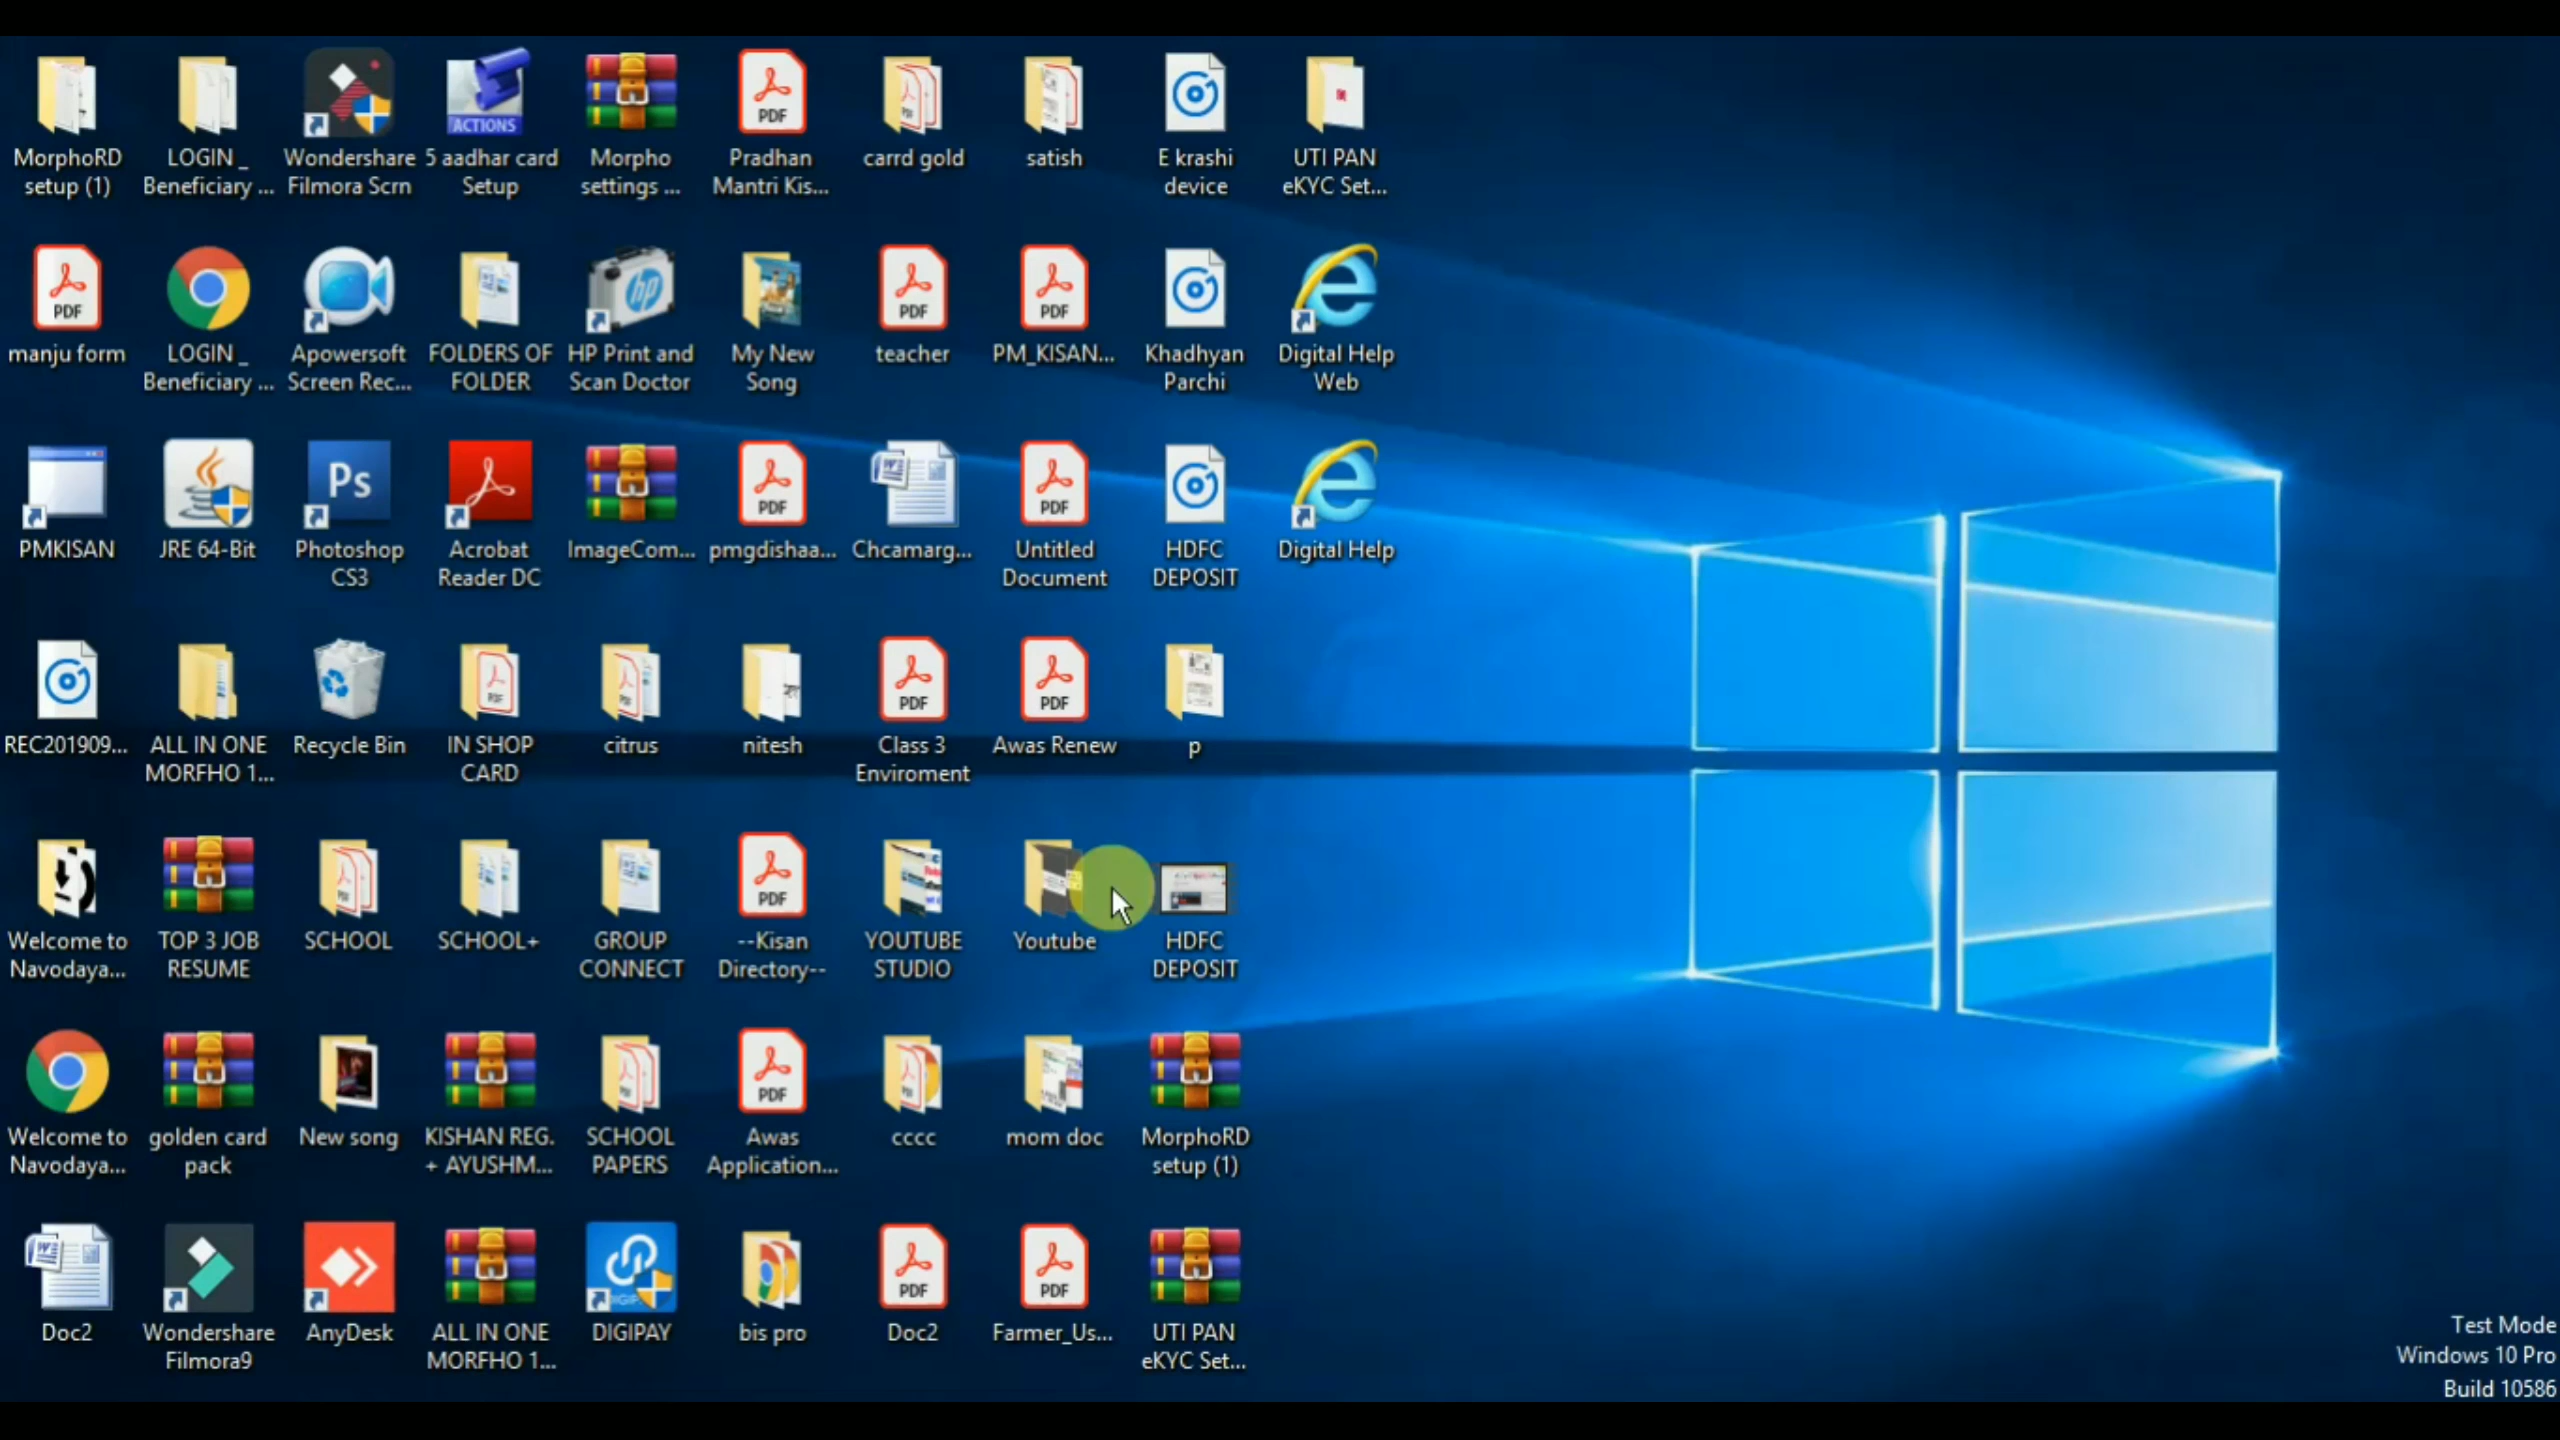 MorphoRD
setup (1)
LOGIN _
Beneficiary ...
Wondershare
Filmora Scrn
ACTIONS
5 aadhar card
Setup
Morpho
settings ...
PDF
Pradhan
Mantri Kis...
carrd gold
satish
E krashi
device
UTI PAN
eKYC Set...
PDF
manju form
LOGIN _
Beneficiary ...
Apowersoft
Screen Rec...
FOLDERS OF
FOLDER
hp
HP Print and
Scan Doctor
My New
Song
PDF
teacher
PDF
PM_KISAN...
Khadhyan
Parchi
Digital Help
Web
PMKISAN
JRE 64-Bit
Ps
Photoshop
CS3
Acrobat
Reader DC
ImageCom...
PDF
pmgdishaa...
W
Chcamarg...
PDF
Untitled
Document
HDFC
DEPOSIT
Digital Help
REC201909...
ALL IN ONE
MORFHO 1...
Recycle Bin
PDF
IN SHOP
CARD
citrus
nitesh
PDF
Class 3
Enviroment
PDF
Awas Renew
p
Welcome to
Navodaya...
TOP 3 JOB
RESUME
SCHOOL
SCHOOL+
GROUP
CONNECT
PDF
--Kisan
Directory--
YOUTUBE
STUDIO
Youtube
HDFC
DEPOSIT
Welcome to
Navodaya...
golden card
pack
New song
KISHAN REG.
+ AYUSHM...
SCHOOL
PAPERS
PDF
Awas
Application...
cccc
mom doc
MorphoRD
setup (1)
W
Doc2
Wondershare
Filmora9
AnyDesk
ALL IN ONE
MORFHO 1...
DIGIPAY
bis pro
PDF
Doc2
PDF
Farmer_Us...
UTI PAN
eKYC Set...
Test Mode
Windows 10 Pro
Build 10586